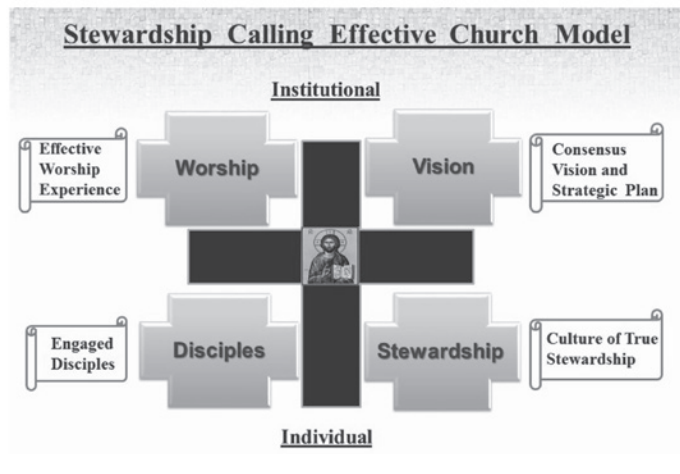 Stewardship Calling Effective Church Model
Institutional
Effective
Worship
Experience
Worship
Vision
Consensus
Vision and
Strategic Plan
Engaged
Disciples
Disciples
Stewardship
Culture of True
Stewardship
Individual